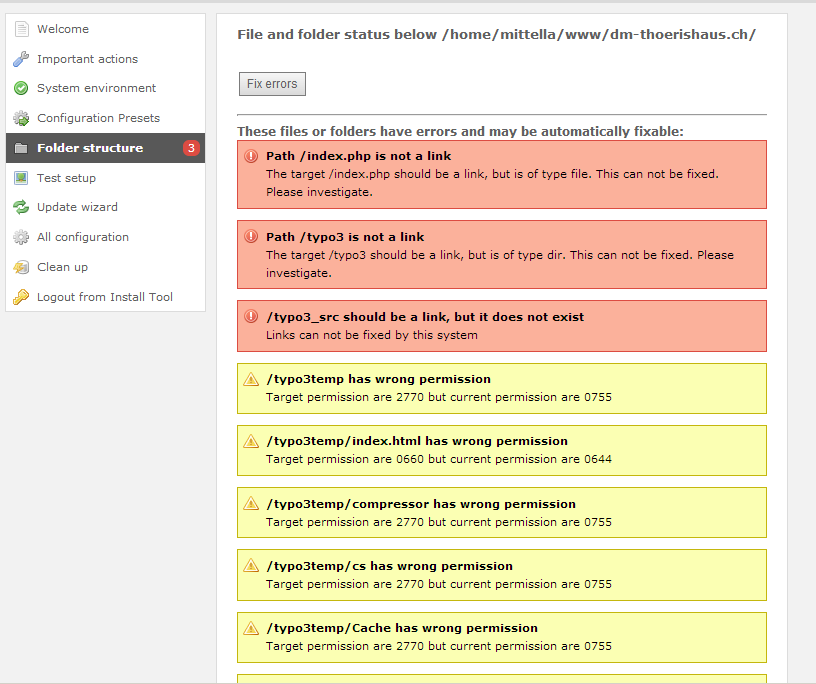 Welcome
Important actions
System environment
Configuration Presets
Folder structure 3
Test setup
Update wizard
All configuration
Clean up
Logout from Install Tool
File and folder status below /home/mittella/www/dm-thoerishaus.ch/
Fix errors
These files or folders have errors and may be automatically fixable:
Path /index.php is not a link
The target /index.php should be a link, but is of type file. This can not be fixed.
Please investigate.
Path /typo3 is not a link
The target /typo3 should be a link, but is of type dir. This can not be fixed. Please
investigate.
/typo3_src should be a link, but it does not exist
Links can not be fixed by this system
/typo3temp has wrong permission
Target permission are 2770 but current permission are 0755
/typo3temp/index.html has wrong permission
Target permission are 0660 but current permission are 0644
/typo3temp/compressor has wrong permission
Target permission are 2770 but current permission are 0755
/typo3temp/cs has wrong permission
Target permission are 2770 but current permission are 0755
/typo3temp/Cache has wrong permission
Target permission are 2770 but current permission are 0755